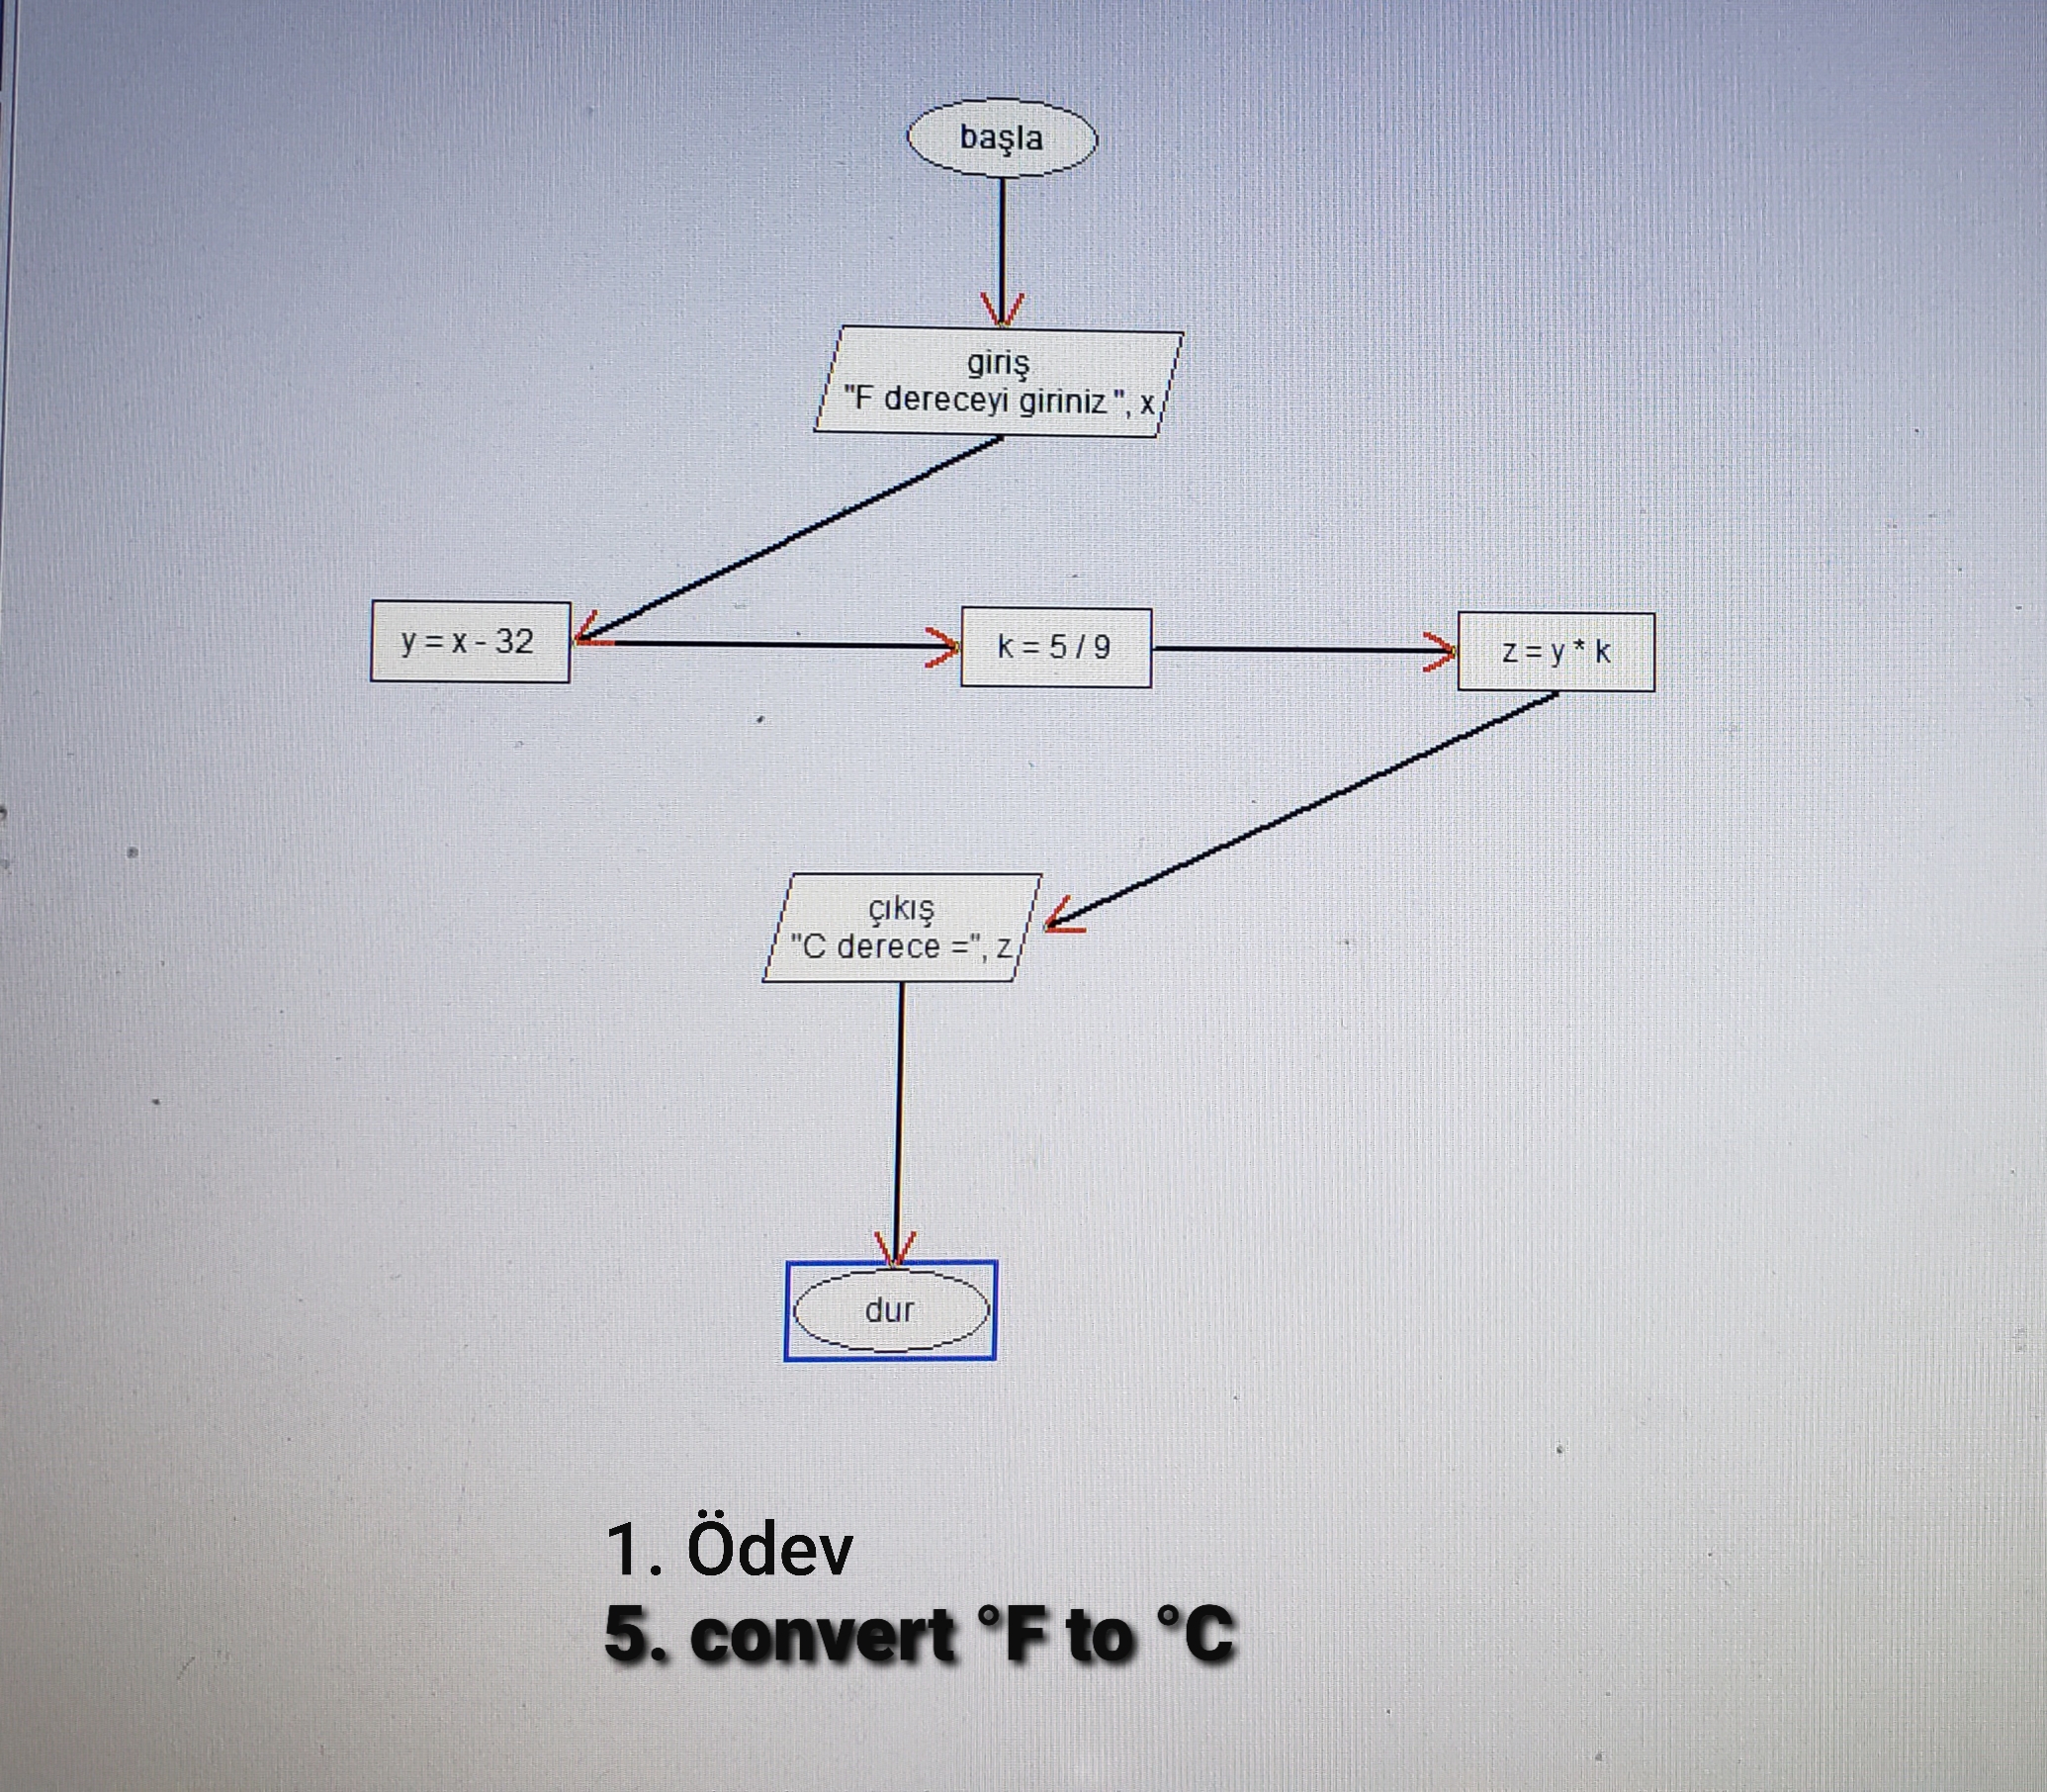 başla
giriş
"F dereceyi giriniz ", x
y = x - 32
k = 5 / 9
z = y * k
çıkış
"C derece =", z
dur
1. Ödev
5. convert °F to °C